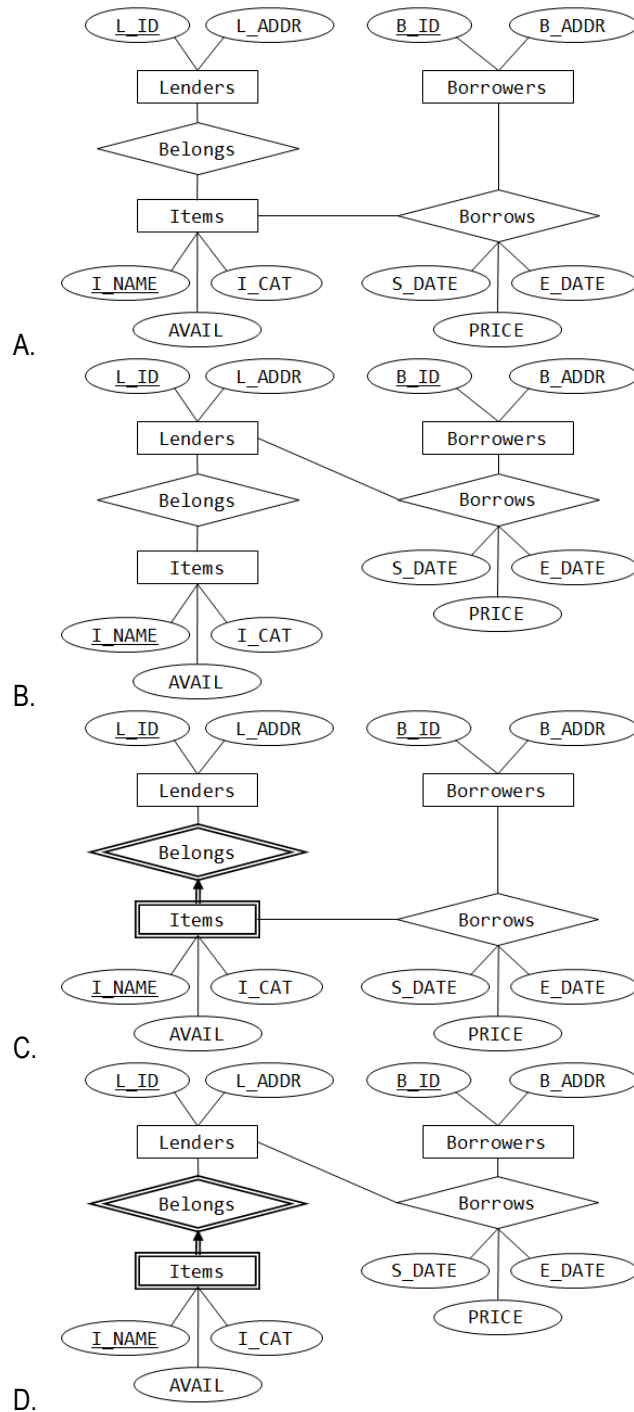 L_ID L_ADDR B_ID B_ADDR
Lenders Borrowers
Belongs
Items Borrows
I_NAME I_CAT S_DATE E_DATE
AVAIL PRICE
A.
L_ID L_ADDR B_ID B_ADDR
Lenders Borrowers
Belongs Borrows
Items S_DATE E_DATE
PRICE
I_NAME I_CAT
AVAIL
B.
L_ID L_ADDR B_ID B_ADDR
Lenders Borrowers
Belongs
Items Borrows
I_NAME I_CAT S_DATE E_DATE
AVAIL PRICE
C.
L_ID L_ADDR B_ID B_ADDR
Lenders Borrowers
Belongs Borrows
Items S_DATE E_DATE
PRICE
I_NAME I_CAT
AVAIL
D.